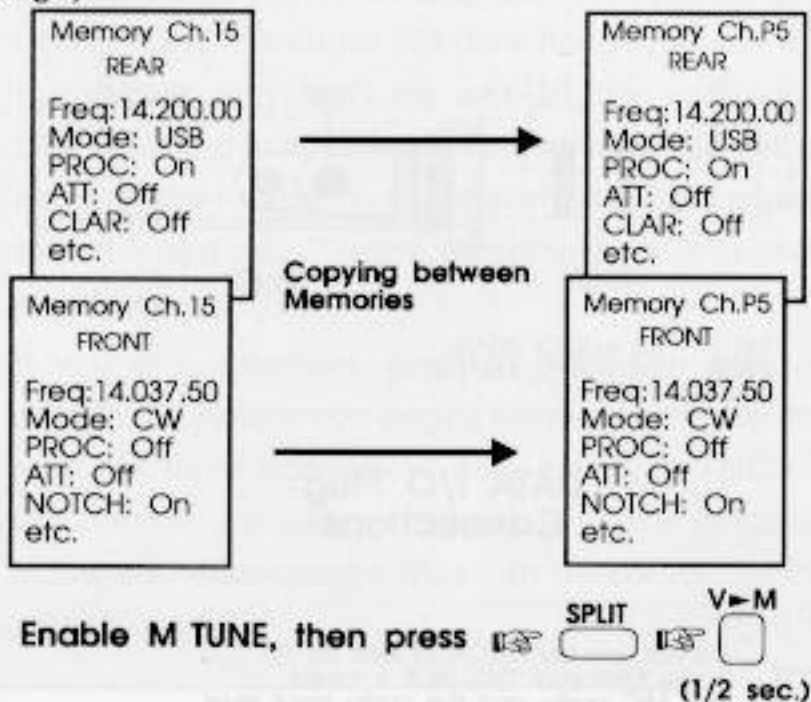 Memory Ch.15
REAR
Freq:14.200.00
Mode: USB
PROC: On
ATT: Off
CLAR: Off
etc.
Memory Ch.P5
REAR
Freq:14.200.00
Mode: USB
PROC: On
ATT: Off
CLAR: Off
etc.
Copying between
Memories
Memory Ch.15
FRONT
Freq:14.037.50
Mode: CW
PROC: Off
ATT: Off
NOTCH: On
etc.
Memory Ch.P5
FRONT
Freq:14.037.50
Mode: CW
PROC: Off
ATT: Off
NOTCH: On
etc.
Enable M TUNE, then press SPLIT V►M
(1/2 sec.)